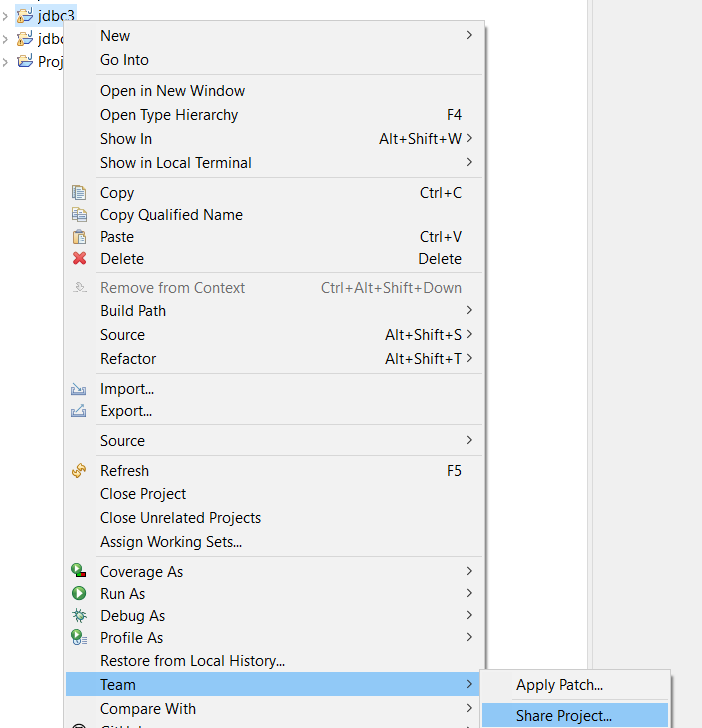 jdbc3
New
Go Into
Open in New Window
Open Type Hierarchy F4
Show In Alt+Shift+W
Show in Local Terminal
Copy Ctrl+C
Copy Qualified Name
Paste Ctrl+V
Delete Delete
Remove from Context Ctrl+Alt+Shift+Down
Build Path
Source Alt+Shift+S
Refactor Alt+Shift+T
Import...
Export...
Source
Refresh F5
Close Project
Close Unrelated Projects
Assign Working Sets...
Coverage As
Run As
Debug As
Profile As
Restore from Local History...
Team
Apply Patch...
Compare With
Share Project...